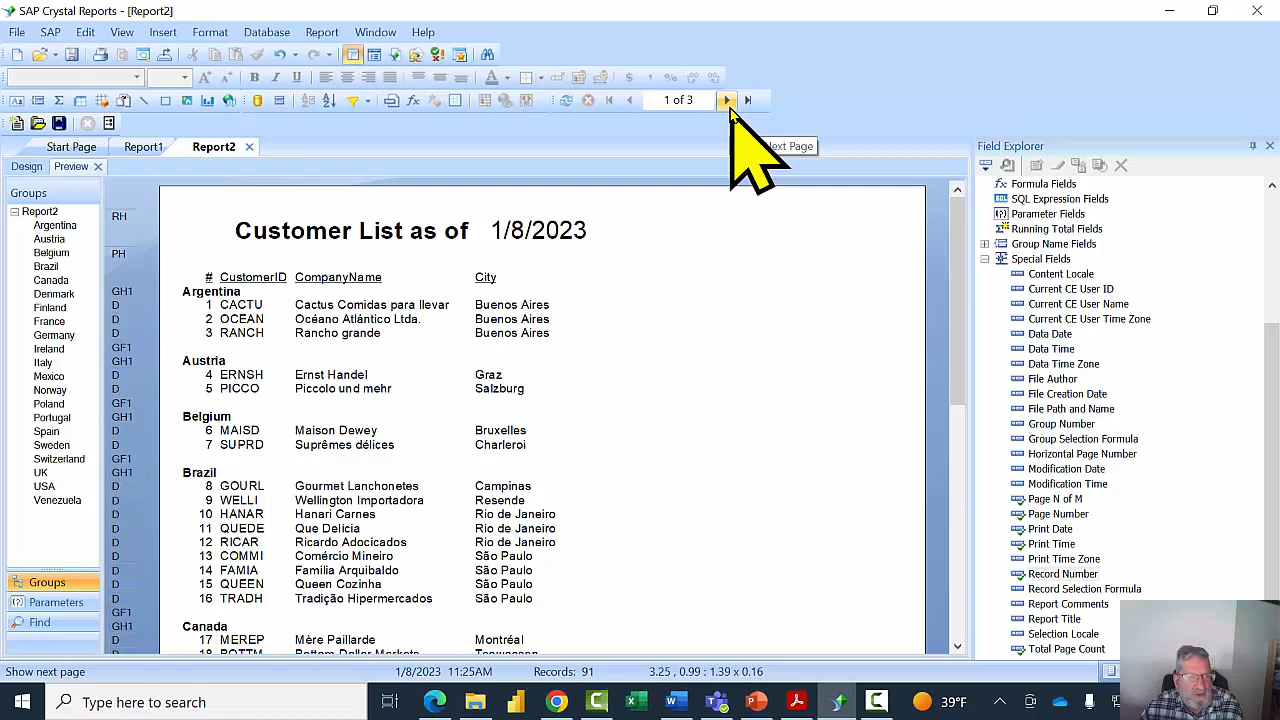 SAP Crystal Reports - [Report2]
File SAP Edit View Insert Format Database Report Window Help
1 of 3
Start Page Report1 Report2
Next Page
Field Explorer
Design Preview
Groups
Report2
Argentina
Austria
Belgium
Brazil
Canada
Denmark
Finland
France
Germany
Ireland
Italy
Mexico
Norway
Poland
Portugal
Spain
Sweden
Switzerland
UK
USA
Venezuela
Groups
Parameters
Find
RH
PH
GH1
D
D
D
GF1
GH1
D
D
GF1
GH1
D
D
GF1
GH1
D
D
D
D
D
D
D
D
D
GF1
GH1
D
D
Customer List as of 1/8/2023
# CustomerID CompanyName City
Argentina
1 CACTU Cactus Comidas para llevar Buenos Aires
2 OCEAN Océano Atlántico Ltda. Buenos Aires
3 RANCH Rancho grande Buenos Aires
Austria
4 ERNSH Ernst Handel Graz
5 PICCO Piccolo und mehr Salzburg
Belgium
6 MAISD Maison Dewey Bruxelles
7 SUPRD Suprêmes délices Charleroi
Brazil
8 GOURL Gourmet Lanchonetes Campinas
9 WELLI Wellington Importadora Resende
10 HANAR Hanari Carnes Rio de Janeiro
11 QUEDE Que Delícia Rio de Janeiro
12 RICAR Ricardo Adocicados Rio de Janeiro
13 COMMI Comércio Mineiro São Paulo
14 FAMIA Familia Arquibaldo São Paulo
15 QUEEN Queen Cozinha São Paulo
16 TRADH Tradição Hipermercados São Paulo
Canada
17 MEREP Mère Paillarde Montréal
18 BOTTM Bottom-Dollar Markets Tsawassen
Formula Fields
SQL Expression Fields
Parameter Fields
Running Total Fields
Group Name Fields
Special Fields
Content Locale
Current CE User ID
Current CE User Name
Current CE User Time Zone
Data Date
Data Time
Data Time Zone
File Author
File Creation Date
File Path and Name
Group Number
Group Selection Formula
Horizontal Page Number
Modification Date
Modification Time
Page N of M
Page Number
Print Date
Print Time
Print Time Zone
Record Number
Record Selection Formula
Report Comments
Report Title
Selection Locale
Total Page Count
Show next page 1/8/2023 11:25AM Records: 91 3.25 , 0.99 : 1.39 x 0.16
Type here to search
39°F